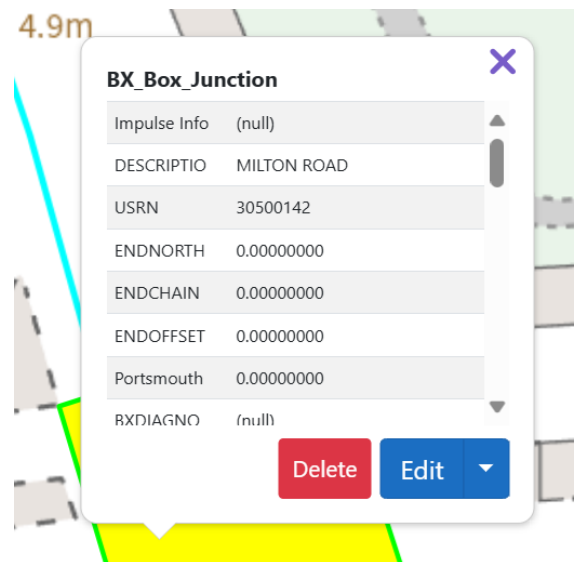 4.9m
BX_Box_Junction
Impulse Info (null)
DESCRIPTIO MILTON ROAD
USRN 30500142
ENDNORTH 0.00000000
ENDCHAIN 0.00000000
ENDOFFSET 0.00000000
Portsmouth 0.00000000
BXDIAGNO (null)
Delete Edit